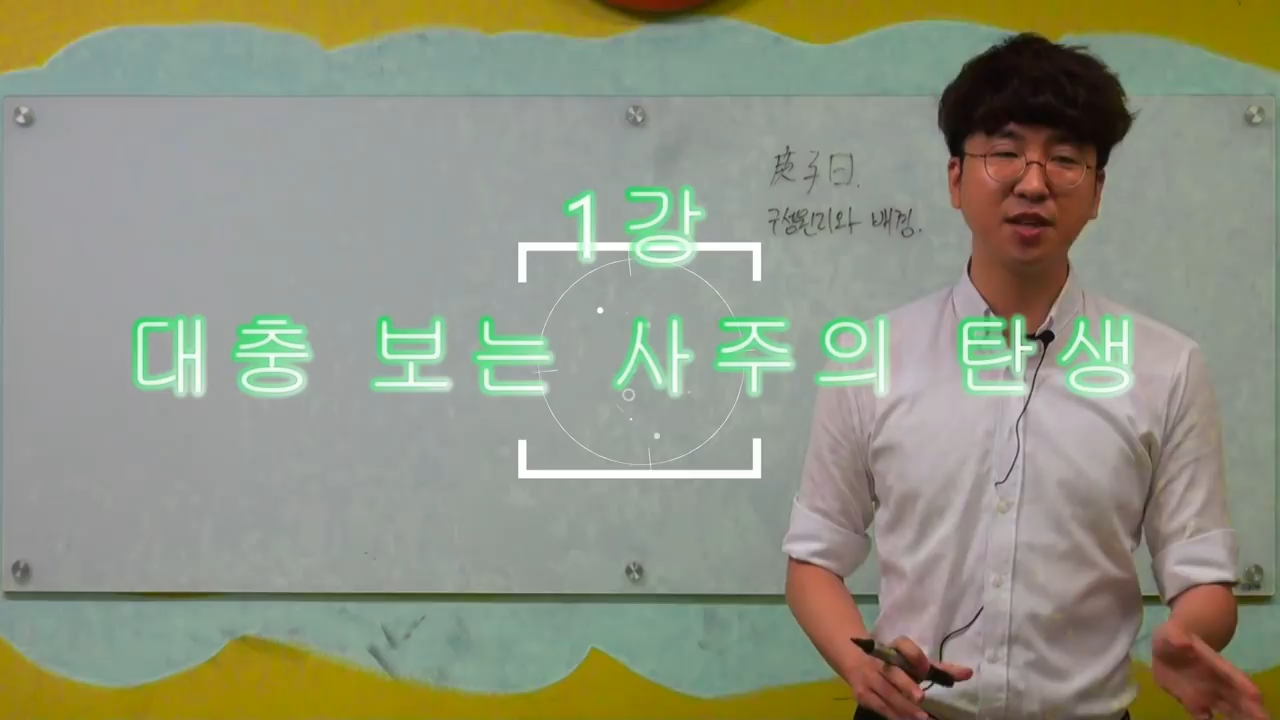 1강
대충 보는 사주의 탄생
庚子日.
구성원리와 배경.